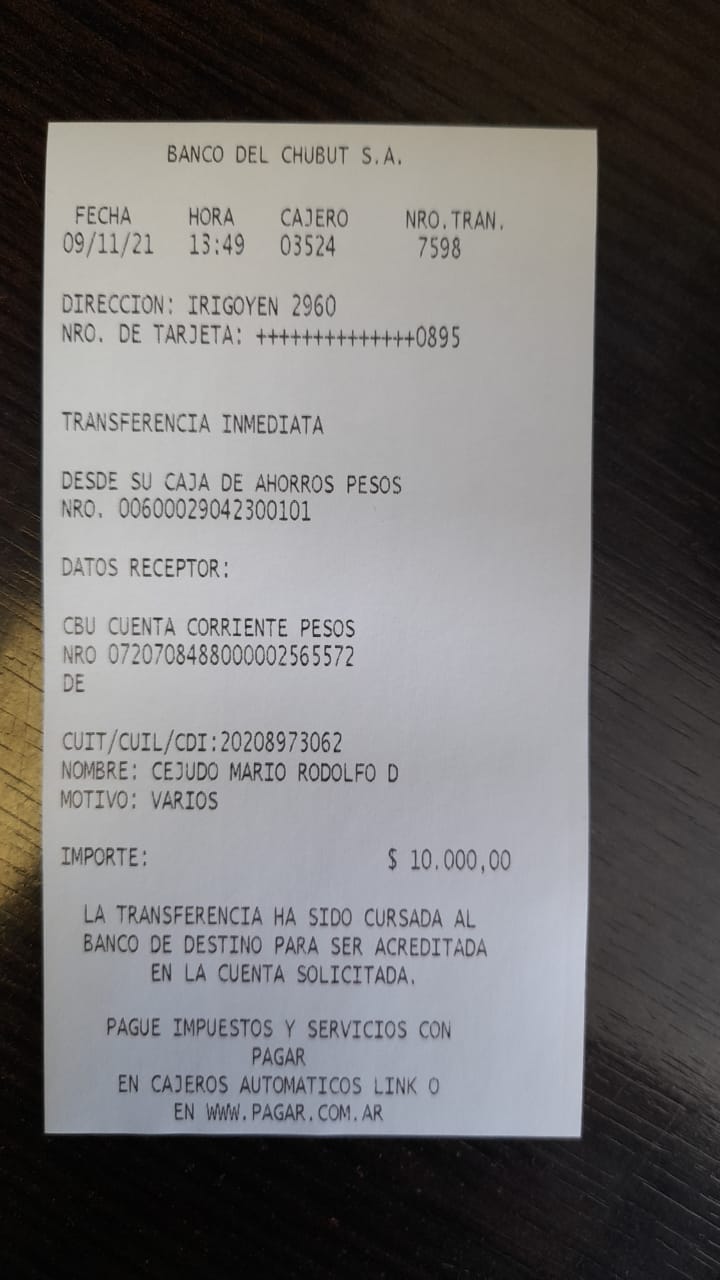 BANCO DEL CHUBUT S.A.
FECHA HORA CAJERO NRO.TRAN.
09/11/21 13:49 03524 7598
DIRECCION: IRIGOYEN 2960
NRO. DE TARJETA: ++++++++++++++0895
TRANSFERENCIA INMEDIATA
DESDE SU CAJA DE AHORROS PESOS
NRO. 00600029042300101
DATOS RECEPTOR:
CBU CUENTA CORRIENTE PESOS
NRO 0720708488000002565572
DE
CUIT/CUIL/CDI:20208973062
NOMBRE: CEJUDO MARIO RODOLFO D
MOTIVO: VARIOS
IMPORTE: $ 10.000,00
LA TRANSFERENCIA HA SIDO CURSADA AL
BANCO DE DESTINO PARA SER ACREDITADA
EN LA CUENTA SOLICITADA.
PAGUE IMPUESTOS Y SERVICIOS CON
PAGAR
EN CAJEROS AUTOMATICOS LINK O
EN WWW.PAGAR.COM.AR